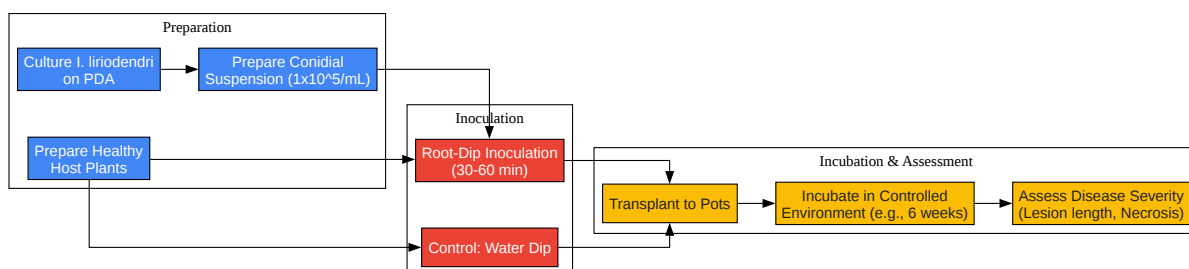 Preparation
Culture I. liriodendri
on PDA
Prepare Conidial
Suspension (1x10^5/mL)
Prepare Healthy
Host Plants
Inoculation
Root-Dip Inoculation
(30-60 min)
Control: Water Dip
Incubation & Assessment
Transplant to Pots
Incubate in Controlled
Environment (e.g., 6 weeks)
Assess Disease Severity
(Lesion length, Necrosis)